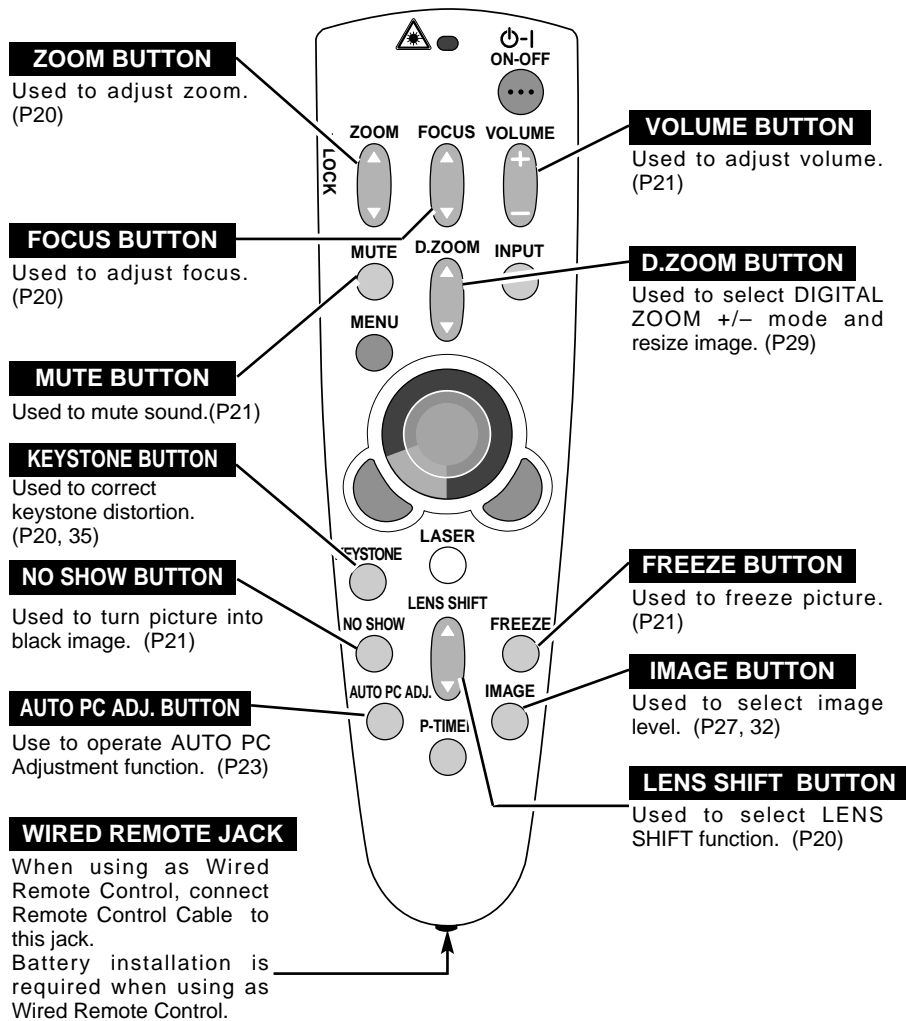 ZOOM BUTTON
Used to adjust zoom.
(P20)
FOCUS BUTTON
Used to adjust focus.
(P20)
MUTE BUTTON
Used to mute sound.(P21)
KEYSTONE BUTTON
Used to correct
keystone distortion.
(P20, 35)
NO SHOW BUTTON
Used to turn picture into
black image. (P21)
AUTO PC ADJ. BUTTON
Use to operate AUTO PC
Adjustment function. (P23)
WIRED REMOTE JACK
When using as Wired
Remote Control, connect
Remote Control Cable to
this jack.
Battery installation is
required when using as
Wired Remote Control.
ON-OFF
ZOOM FOCUS VOLUME
LOCK
MUTE D.ZOOM INPUT
MENU
LASER
EYSTONE
LENS SHIFT
NO SHOW FREEZE
AUTO PC ADJ. IMAGE
P-TIMER
VOLUME BUTTON
Used to adjust volume.
(P21)
D.ZOOM BUTTON
Used to select DIGITAL
ZOOM +/– mode and
resize image. (P29)
FREEZE BUTTON
Used to freeze picture.
(P21)
IMAGE BUTTON
Used to select image
level. (P27, 32)
LENS SHIFT BUTTON
Used to select LENS
SHIFT function. (P20)